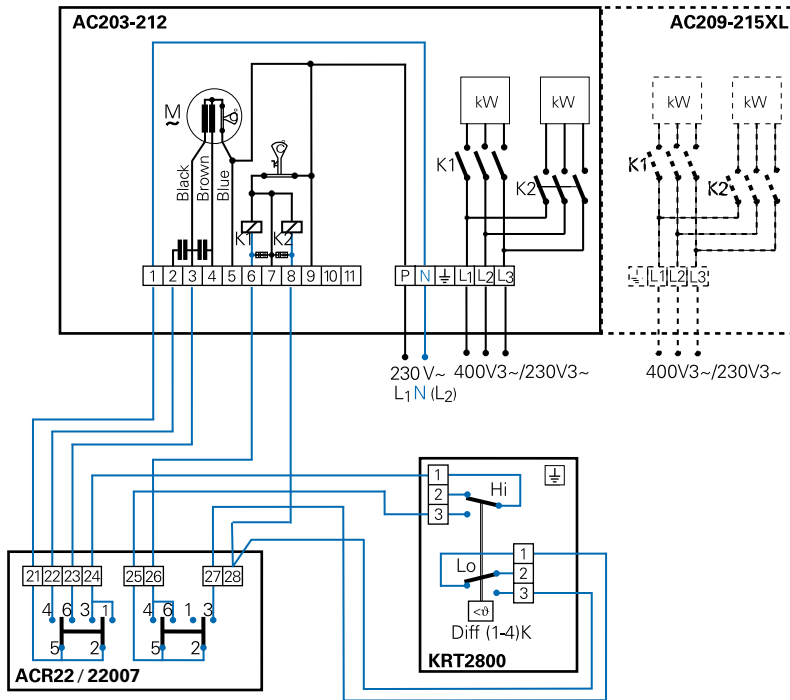 AC203-212
AC209-215XL
M
~
Black
Brown
Blue
kW
kW
kW
kW
K1
K2
K1
K2
K1
K2
1 2 3 4 5 6 7 8 9 10 11
P N L1 L2 L3
L1 L2 L3
230 V~
L1 N (L2)
400V3~/230V3~
400V3~/230V3~
1
2
3
Hi
Lo
1
2
3
<ϑ
Diff (1-4)K
KRT2800
21 22 23 24 25 26 27 28
4 6 3 1 4 6 1 3
5 2 5 2
ACR22 / 22007